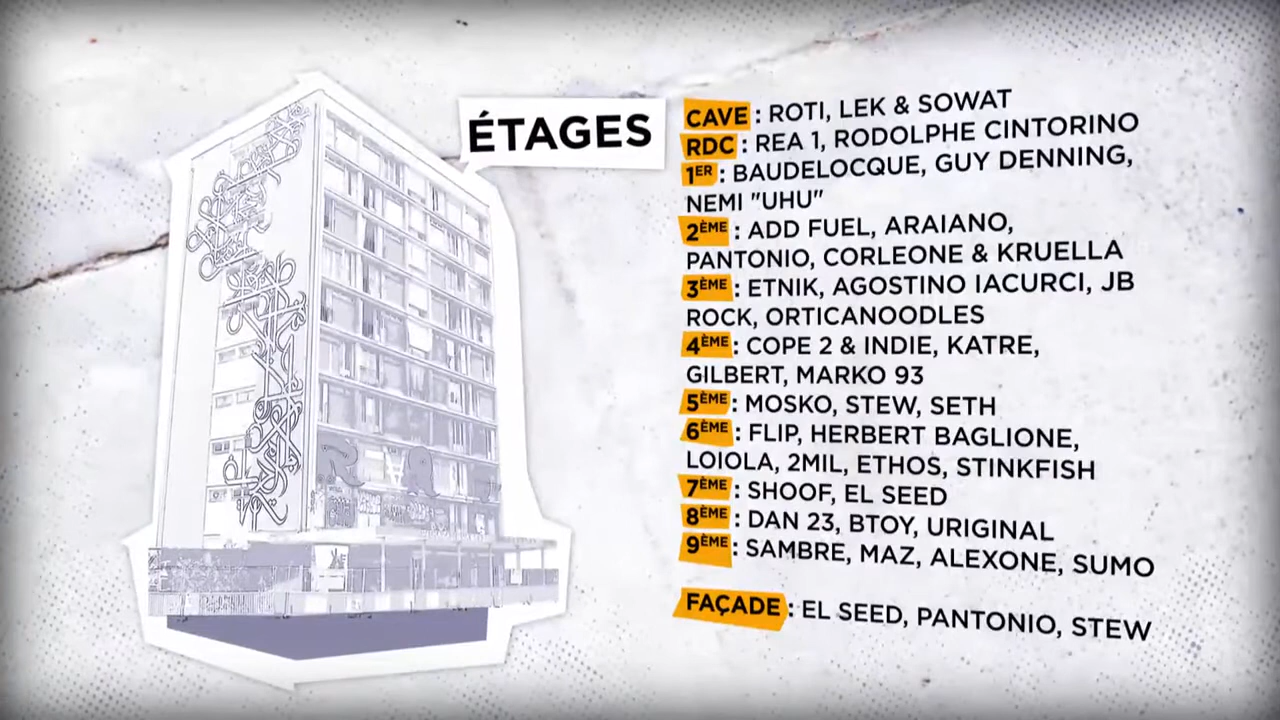 ÉTAGES
CAVE : ROTI, LEK & SOWAT
RDC : REA 1, RODOLPHE CINTORINO
1ER : BAUDELOCQUE, GUY DENNING,
NEMI "UHU"
2ÈME : ADD FUEL, ARAIANO,
PANTONIO, CORLEONE & KRUELLA
3ÈME : ETNIK, AGOSTINO IACURCI, JB
ROCK, ORTICANOODLES
4ÈME : COPE 2 & INDIE, KATRE,
GILBERT, MARKO 93
5ÈME : MOSKO, STEW, SETH
6ÈME : FLIP, HERBERT BAGLIONE,
LOIOLA, 2MIL, ETHOS, STINKFISH
7ÈME : SHOOF, EL SEED
8ÈME : DAN 23, BTOY, URIGINAL
9ÈME : SAMBRE, MAZ, ALEXONE, SUMO
FAÇADE : EL SEED, PANTONIO, STEW